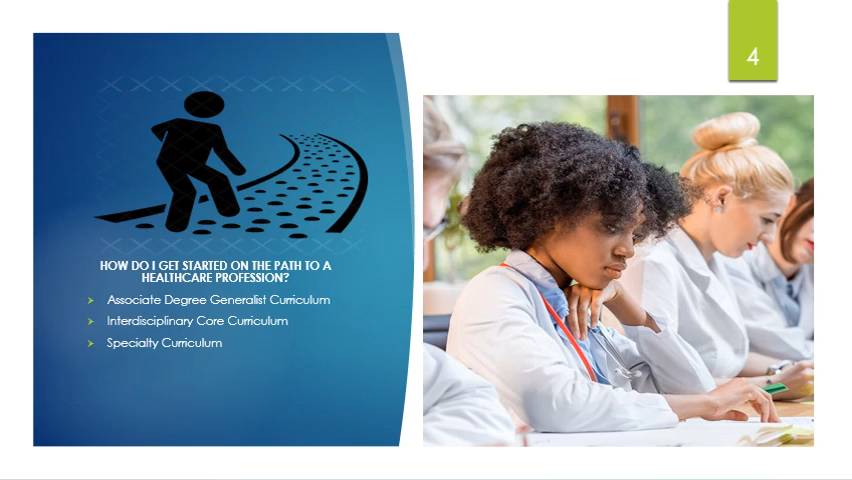 4
HOW DO I GET STARTED ON THE PATH TO A
HEALTHCARE PROFESSION?
Associate Degree Generalist Curriculum
Interdisciplinary Core Curriculum
Specialty Curriculum